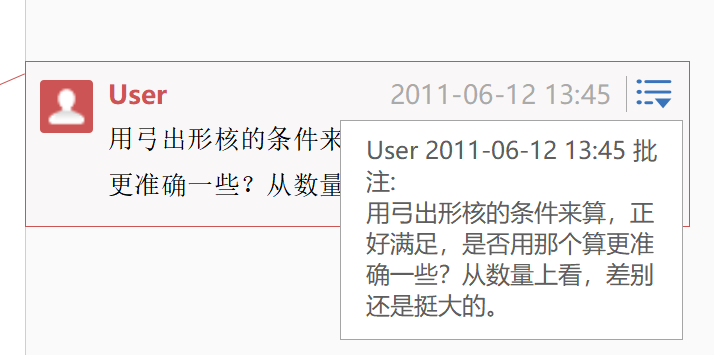 User 2011-06-12 13:45
用弓出形核的条件来
更准确一些？从数量
User 2011-06-12 13:45 批
注:
用弓出形核的条件来算，正
好满足，是否用那个算更准
确一些？从数量上看，差别
还是挺大的。